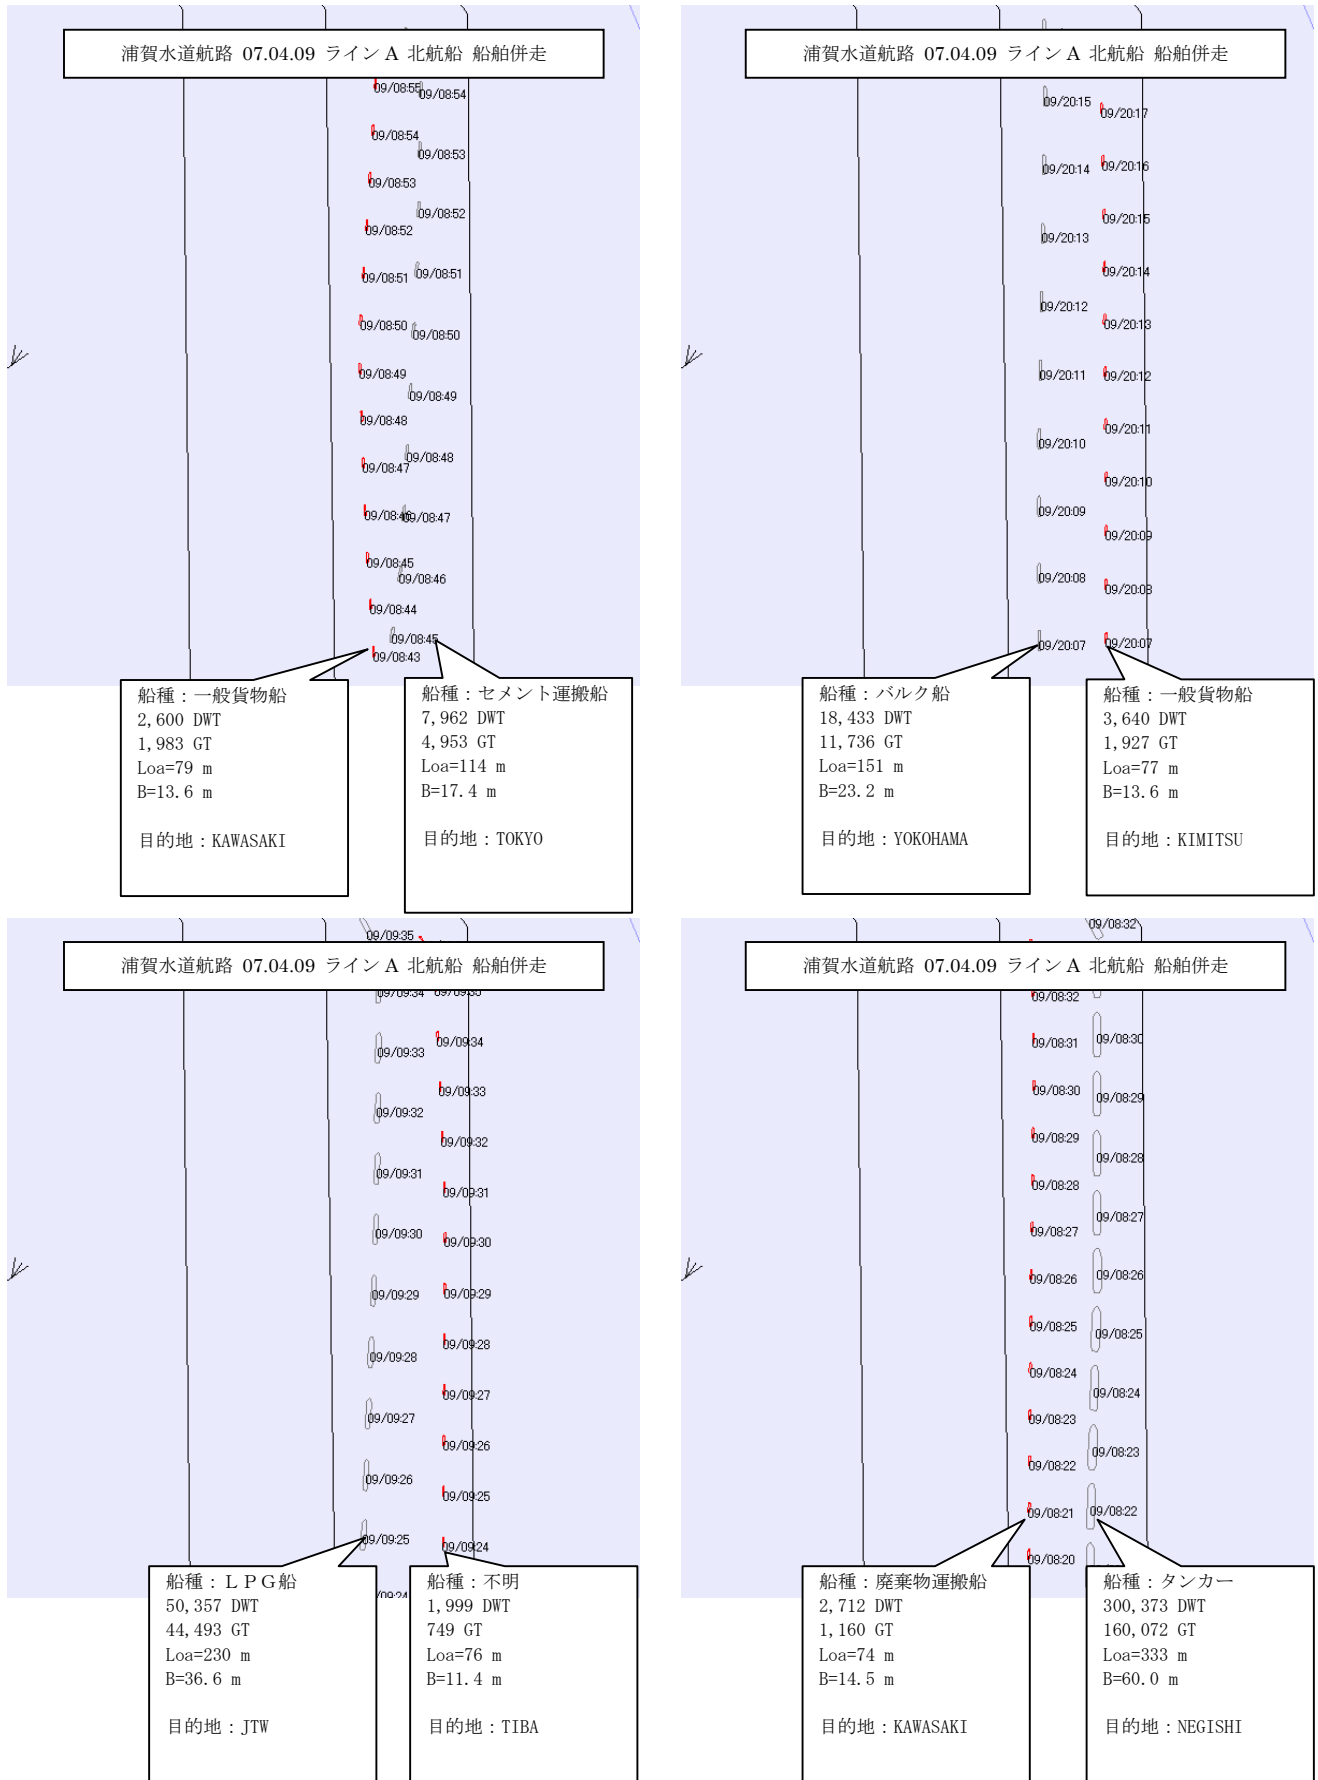 浦賀水道航路 07.04.09 ラインA 北航船 船舶併走
09/08:55
09/08:54
09/08:54
09/08:53
09/08:53
09/08:52
09/08:52
09/08:51
09/08:51
09/08:50
09/08:50
09/08:49
09/08:49
09/08:48
09/08:48
09/08:47
09/08:47
09/08:46
09/08:45
09/08:46
09/08:44
09/08:45
09/08:43
船種：一般貨物船
2,600 DWT
1,983 GT
Loa=79 m
B=13.6 m
目的地：KAWASAKI
船種：セメント運搬船
7,962 DWT
4,953 GT
Loa=114 m
B=17.4 m
目的地：TOKYO
浦賀水道航路 07.04.09 ラインA 北航船 船舶併走
09/20:15
09/20:17
09/20:14
09/20:16
09/20:13
09/20:15
09/20:14
09/20:12
09/20:13
09/20:11
09/20:12
09/20:10
09/20:11
09/20:10
09/20:09
09/20:09
09/20:08
09/20:08
09/20:07
09/20:07
船種：バルク船
18,433 DWT
11,736 GT
Loa=151 m
B=23.2 m
目的地：YOKOHAMA
船種：一般貨物船
3,640 DWT
1,927 GT
Loa=77 m
B=13.6 m
目的地：KIMITSU
09/09:35
浦賀水道航路 07.04.09 ラインA 北航船 船舶併走
09/09:34
09/09:35
09/09:34
09/09:33
09/09:33
09/09:32
09/09:32
09/09:31
09/09:31
09/09:30
09/09:30
09/09:29
09/09:29
09/09:28
09/09:28
09/09:27
09/09:27
09/09:26
09/09:26
09/09:25
09/09:25
09/09:24
09/09:24
船種：ＬＰＧ船
50,357 DWT
44,493 GT
Loa=230 m
B=36.6 m
目的地：JTW
船種：不明
1,999 DWT
749 GT
Loa=76 m
B=11.4 m
目的地：TIBA
09/08:32
浦賀水道航路 07.04.09 ラインA 北航船 船舶併走
09/08:32
09/08:31
09/08:30
09/08:30
09/08:29
09/08:29
09/08:28
09/08:28
09/08:27
09/08:27
09/08:26
09/08:26
09/08:25
09/08:25
09/08:24
09/08:24
09/08:23
09/08:23
09/08:22
09/08:21
09/08:22
09/08:20
船種：廃棄物運搬船
2,712 DWT
1,160 GT
Loa=74 m
B=14.5 m
目的地：KAWASAKI
船種：タンカー
300,373 DWT
160,072 GT
Loa=333 m
B=60.0 m
目的地：NEGISHI